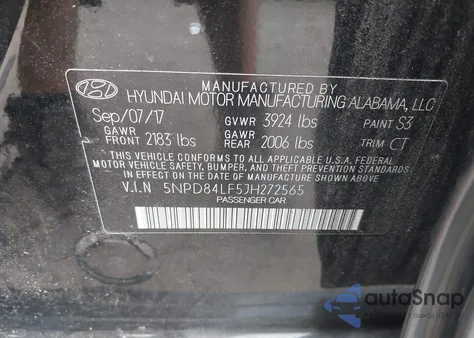 MANUFACTURED BY
HYUNDAI MOTOR MANUFACTURING ALABAMA, LLC
Sep/07/17 GVWR 3924 lbs PAINT S3
GAWR FRONT 2183 lbs GAWR REAR 2006 lbs TRIM CT
THIS VEHICLE CONFORMS TO ALL APPLICABLE U.S.A. FEDERAL
MOTOR VEHICLE SAFETY, BUMPER, AND THEFT PREVENTION STANDARDS
IN EFFECT ON THE DATE OF MANUFACTURE SHOWN ABOVE.
V.I.N 5NPD84LF5JH272565
PASSENGER CAR
autoSnap